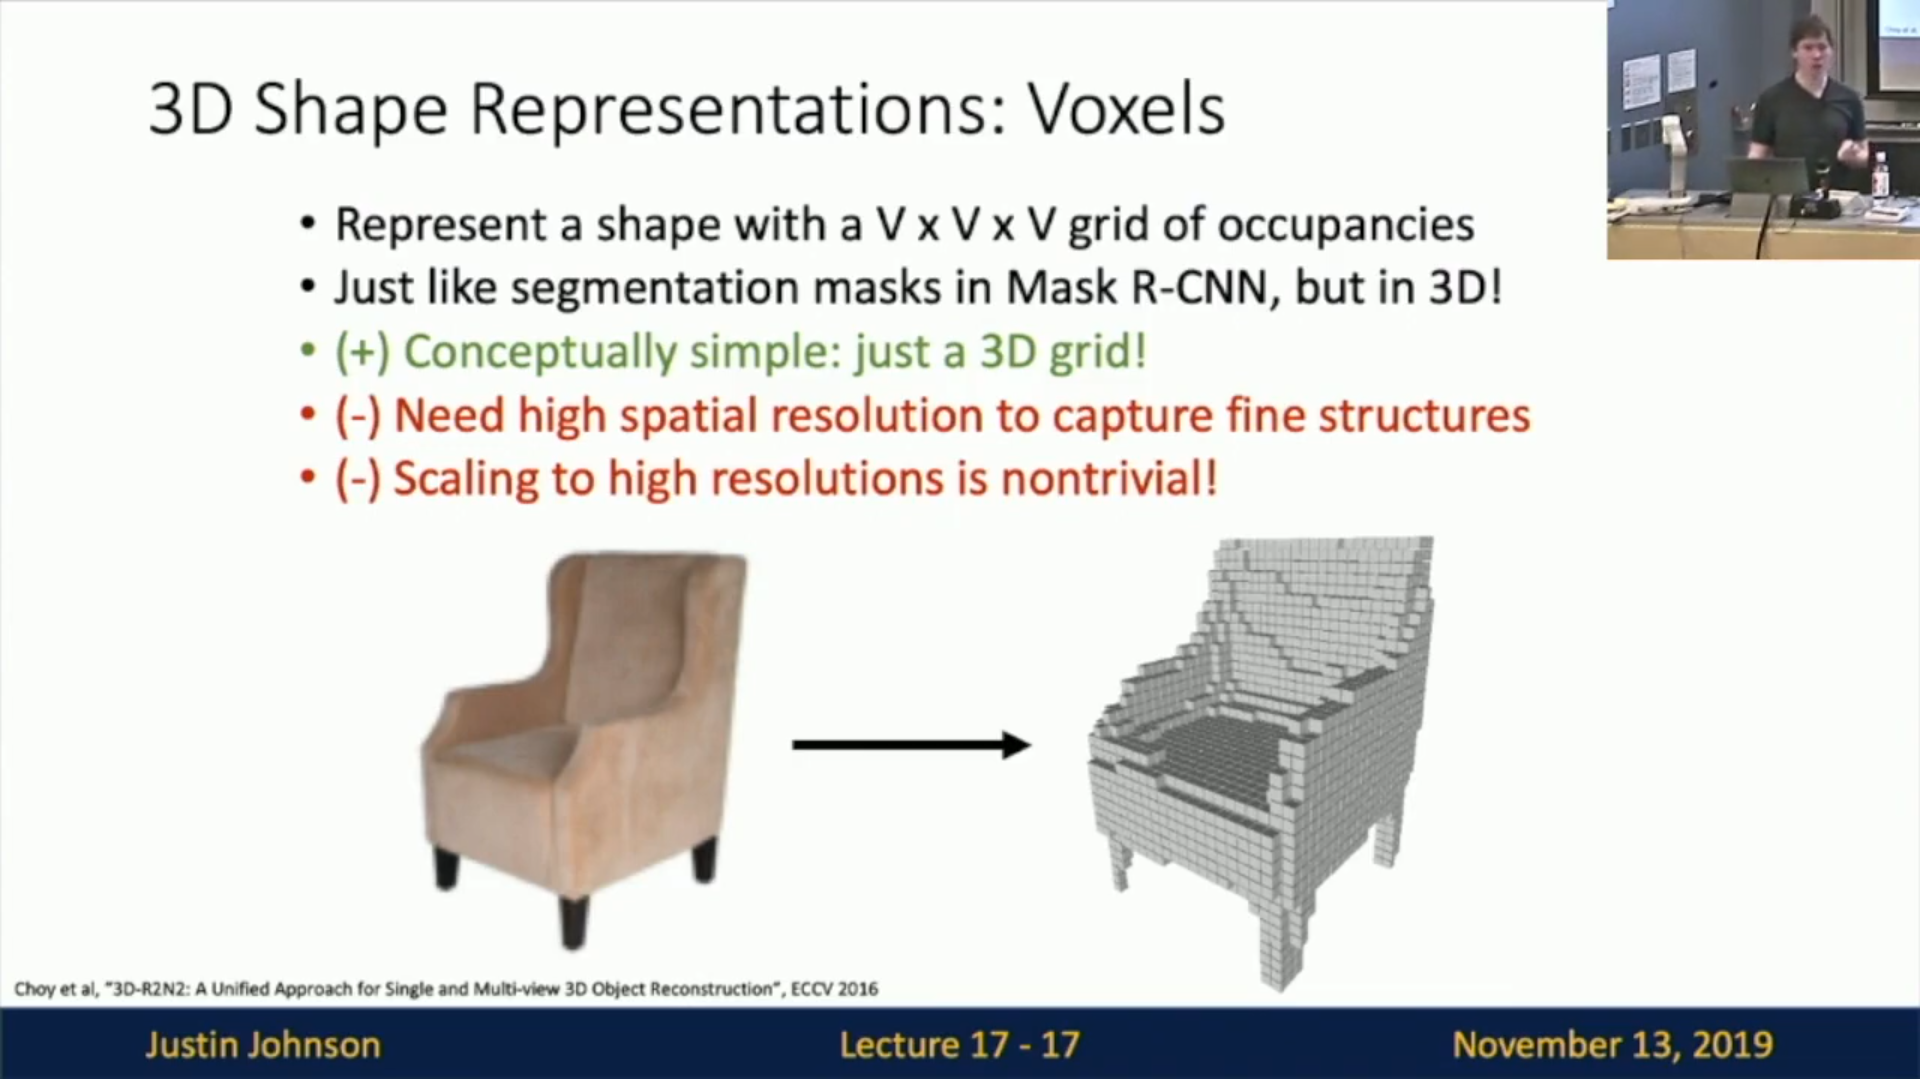 3D Shape Representations: Voxels
• Represent a shape with a V x V x V grid of occupancies
• Just like segmentation masks in Mask R-CNN, but in 3D!
• (+) Conceptually simple: just a 3D grid!
• (-) Need high spatial resolution to capture fine structures
• (-) Scaling to high resolutions is nontrivial!
Choy et al, "3D-R2N2: A Unified Approach for Single and Multi-view 3D Object Reconstruction", ECCV 2016
Justin Johnson
Lecture 17 - 17
November 13, 2019